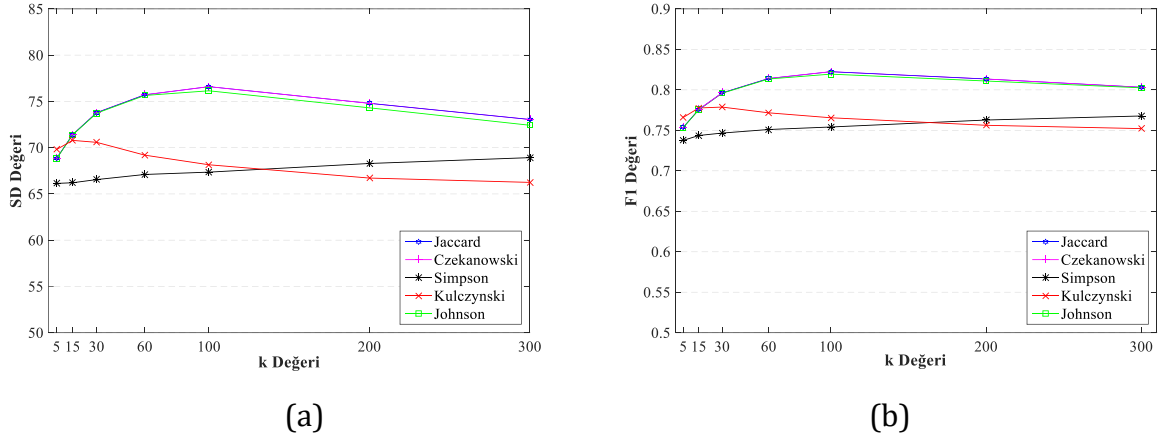 85
80
75
70
65
60
55
50
SD Değeri
5 15 30 60 100 200 300
k Değeri
Jaccard
Czekanowski
Simpson
Kulczynski
Johnson
(a)
0.9
0.85
0.8
0.75
0.7
0.65
0.6
0.55
0.5
F1 Değeri
5 15 30 60 100 200 300
k Değeri
Jaccard
Czekanowski
Simpson
Kulczynski
Johnson
(b)